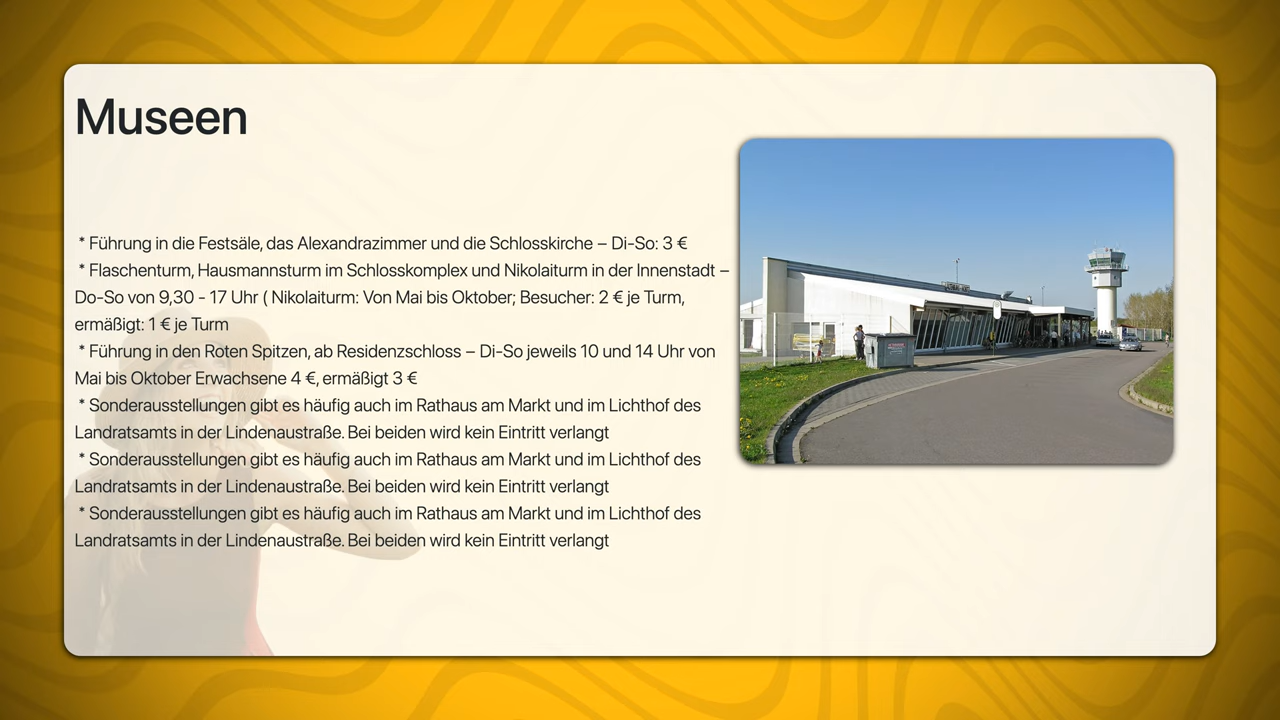 Museen
* Führung in die Festsäle, das Alexandrazimmer und die Schlosskirche – Di-So: 3 €
* Flaschenturm, Hausmannsturm im Schlosskomplex und Nikolaiturm in der Innenstadt –
Do-So von 9,30 - 17 Uhr ( Nikolaiturm: Von Mai bis Oktober; Besucher: 2 € je Turm,
ermäßigt: 1 € je Turm
* Führung in den Roten Spitzen, ab Residenzschloss – Di-So jeweils 10 und 14 Uhr von
Mai bis Oktober Erwachsene 4 €, ermäßigt 3 €
* Sonderausstellungen gibt es häufig auch im Rathaus am Markt und im Lichthof des
Landratsamts in der Lindenaustraße. Bei beiden wird kein Eintritt verlangt
* Sonderausstellungen gibt es häufig auch im Rathaus am Markt und im Lichthof des
Landratsamts in der Lindenaustraße. Bei beiden wird kein Eintritt verlangt
* Sonderausstellungen gibt es häufig auch im Rathaus am Markt und im Lichthof des
Landratsamts in der Lindenaustraße. Bei beiden wird kein Eintritt verlangt